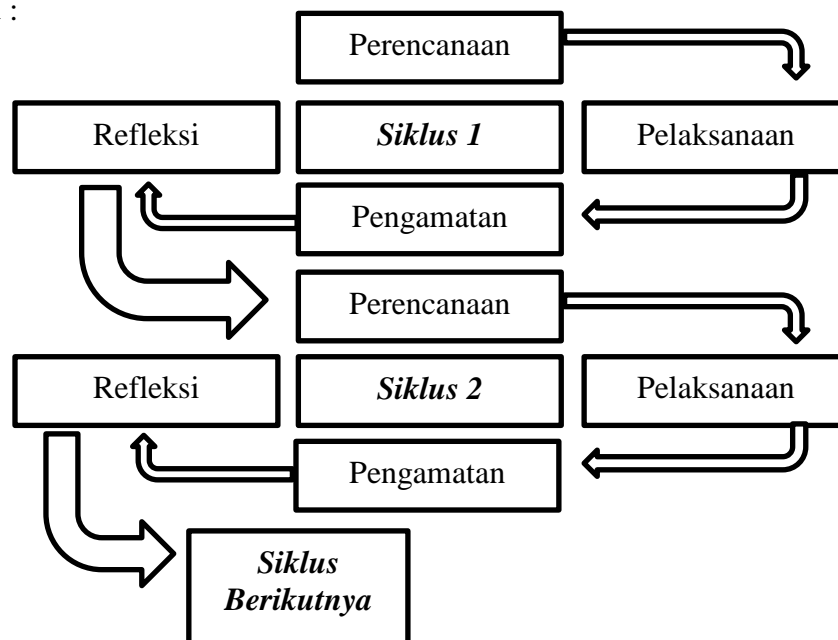 :
Perencanaan
Refleksi
Siklus 1
Pelaksanaan
Pengamatan
Perencanaan
Refleksi
Siklus 2
Pelaksanaan
Pengamatan
Siklus
Berikutnya